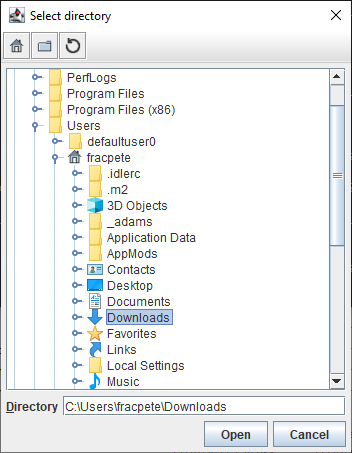 Select directory
PerfLogs
Program Files
Program Files (x86)
Users
defaultuser0
fracpete
.idlerc
.m2
3D Objects
_adams
Application Data
AppMods
Contacts
Desktop
Documents
Downloads
Favorites
Links
Local Settings
Music
Directory C:\Users\fracpete\Downloads
Open Cancel